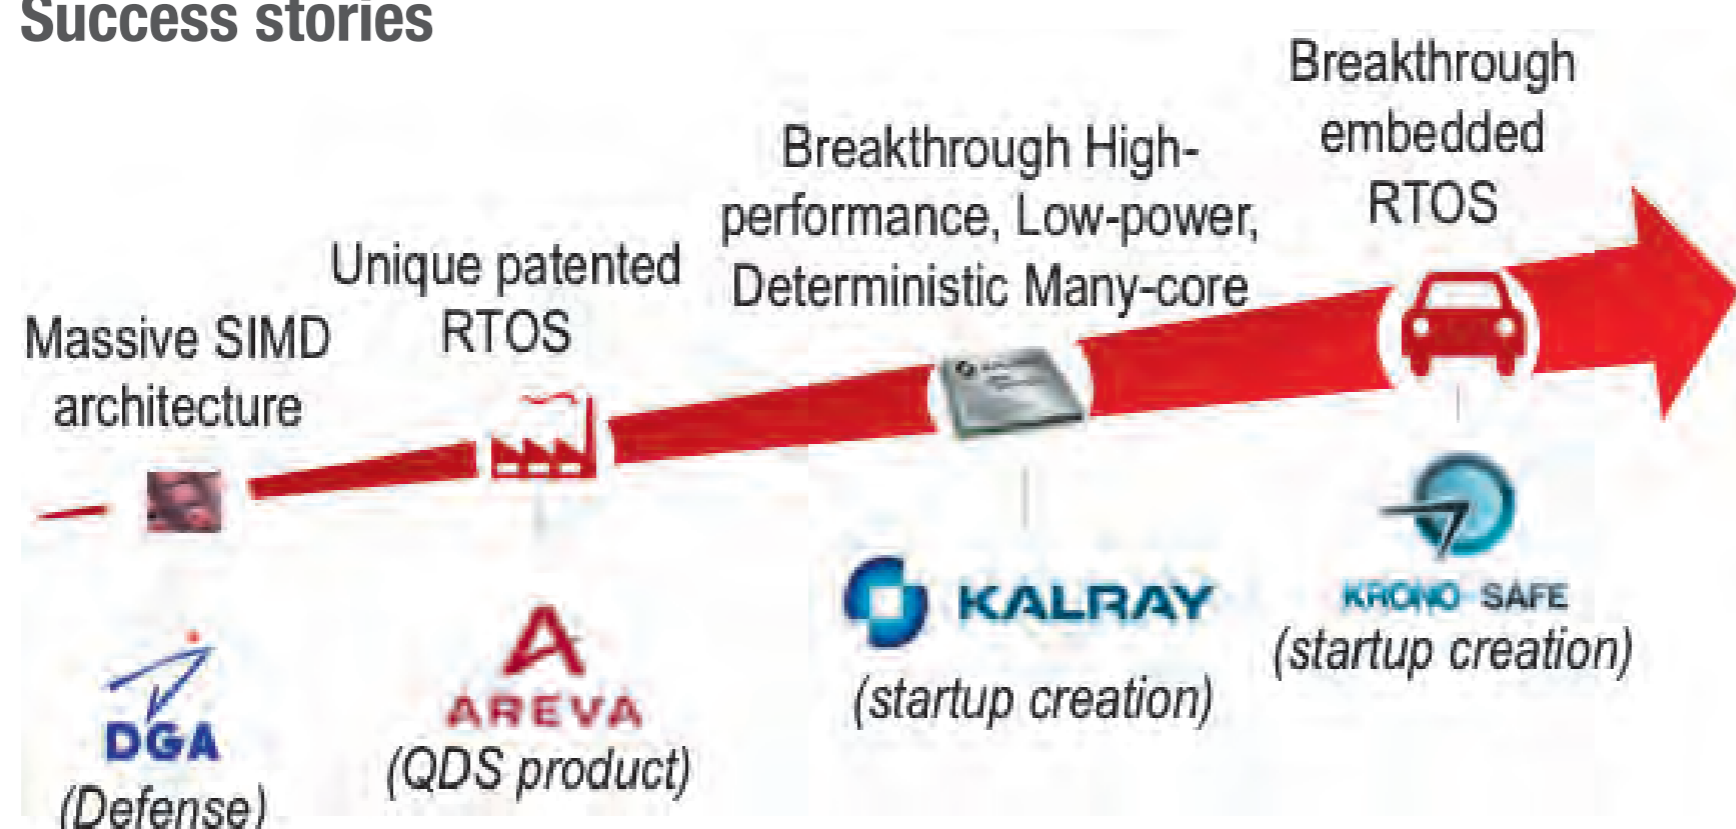 Success stories
Massive SIMD
architecture
DGA
(Defense)
Unique patented
RTOS
AREVA
(QDS product)
Breakthrough High-
performance, Low-power,
Deterministic Many-core
KALRAY
(startup creation)
Breakthrough
embedded
RTOS
KRONO SAFE
(startup creation)